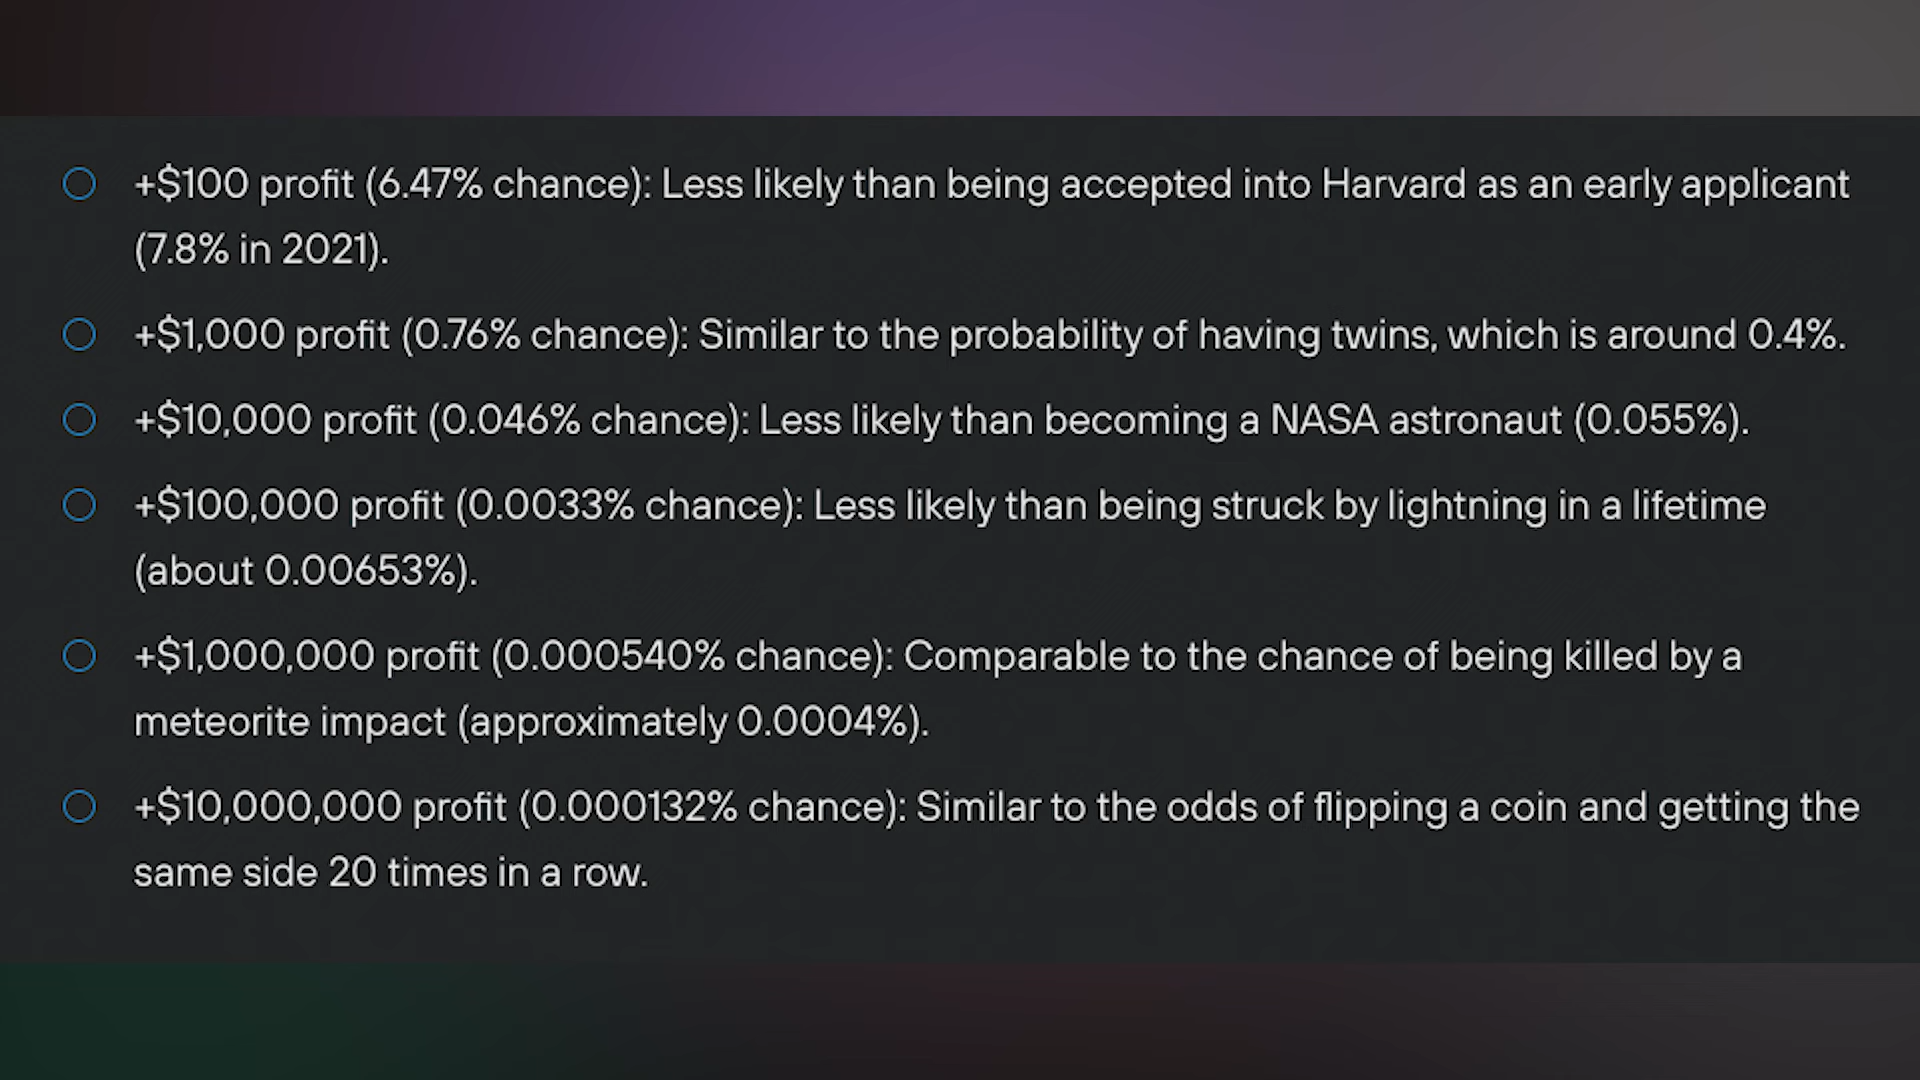 +$100 profit (6.47% chance): Less likely than being accepted into Harvard as an early applicant
(7.8% in 2021).
+$1,000 profit (0.76% chance): Similar to the probability of having twins, which is around 0.4%.
+$10,000 profit (0.046% chance): Less likely than becoming a NASA astronaut (0.055%).
+$100,000 profit (0.0033% chance): Less likely than being struck by lightning in a lifetime
(about 0.00653%).
+$1,000,000 profit (0.000540% chance): Comparable to the chance of being killed by a
meteorite impact (approximately 0.0004%).
+$10,000,000 profit (0.000132% chance): Similar to the odds of flipping a coin and getting the
same side 20 times in a row.